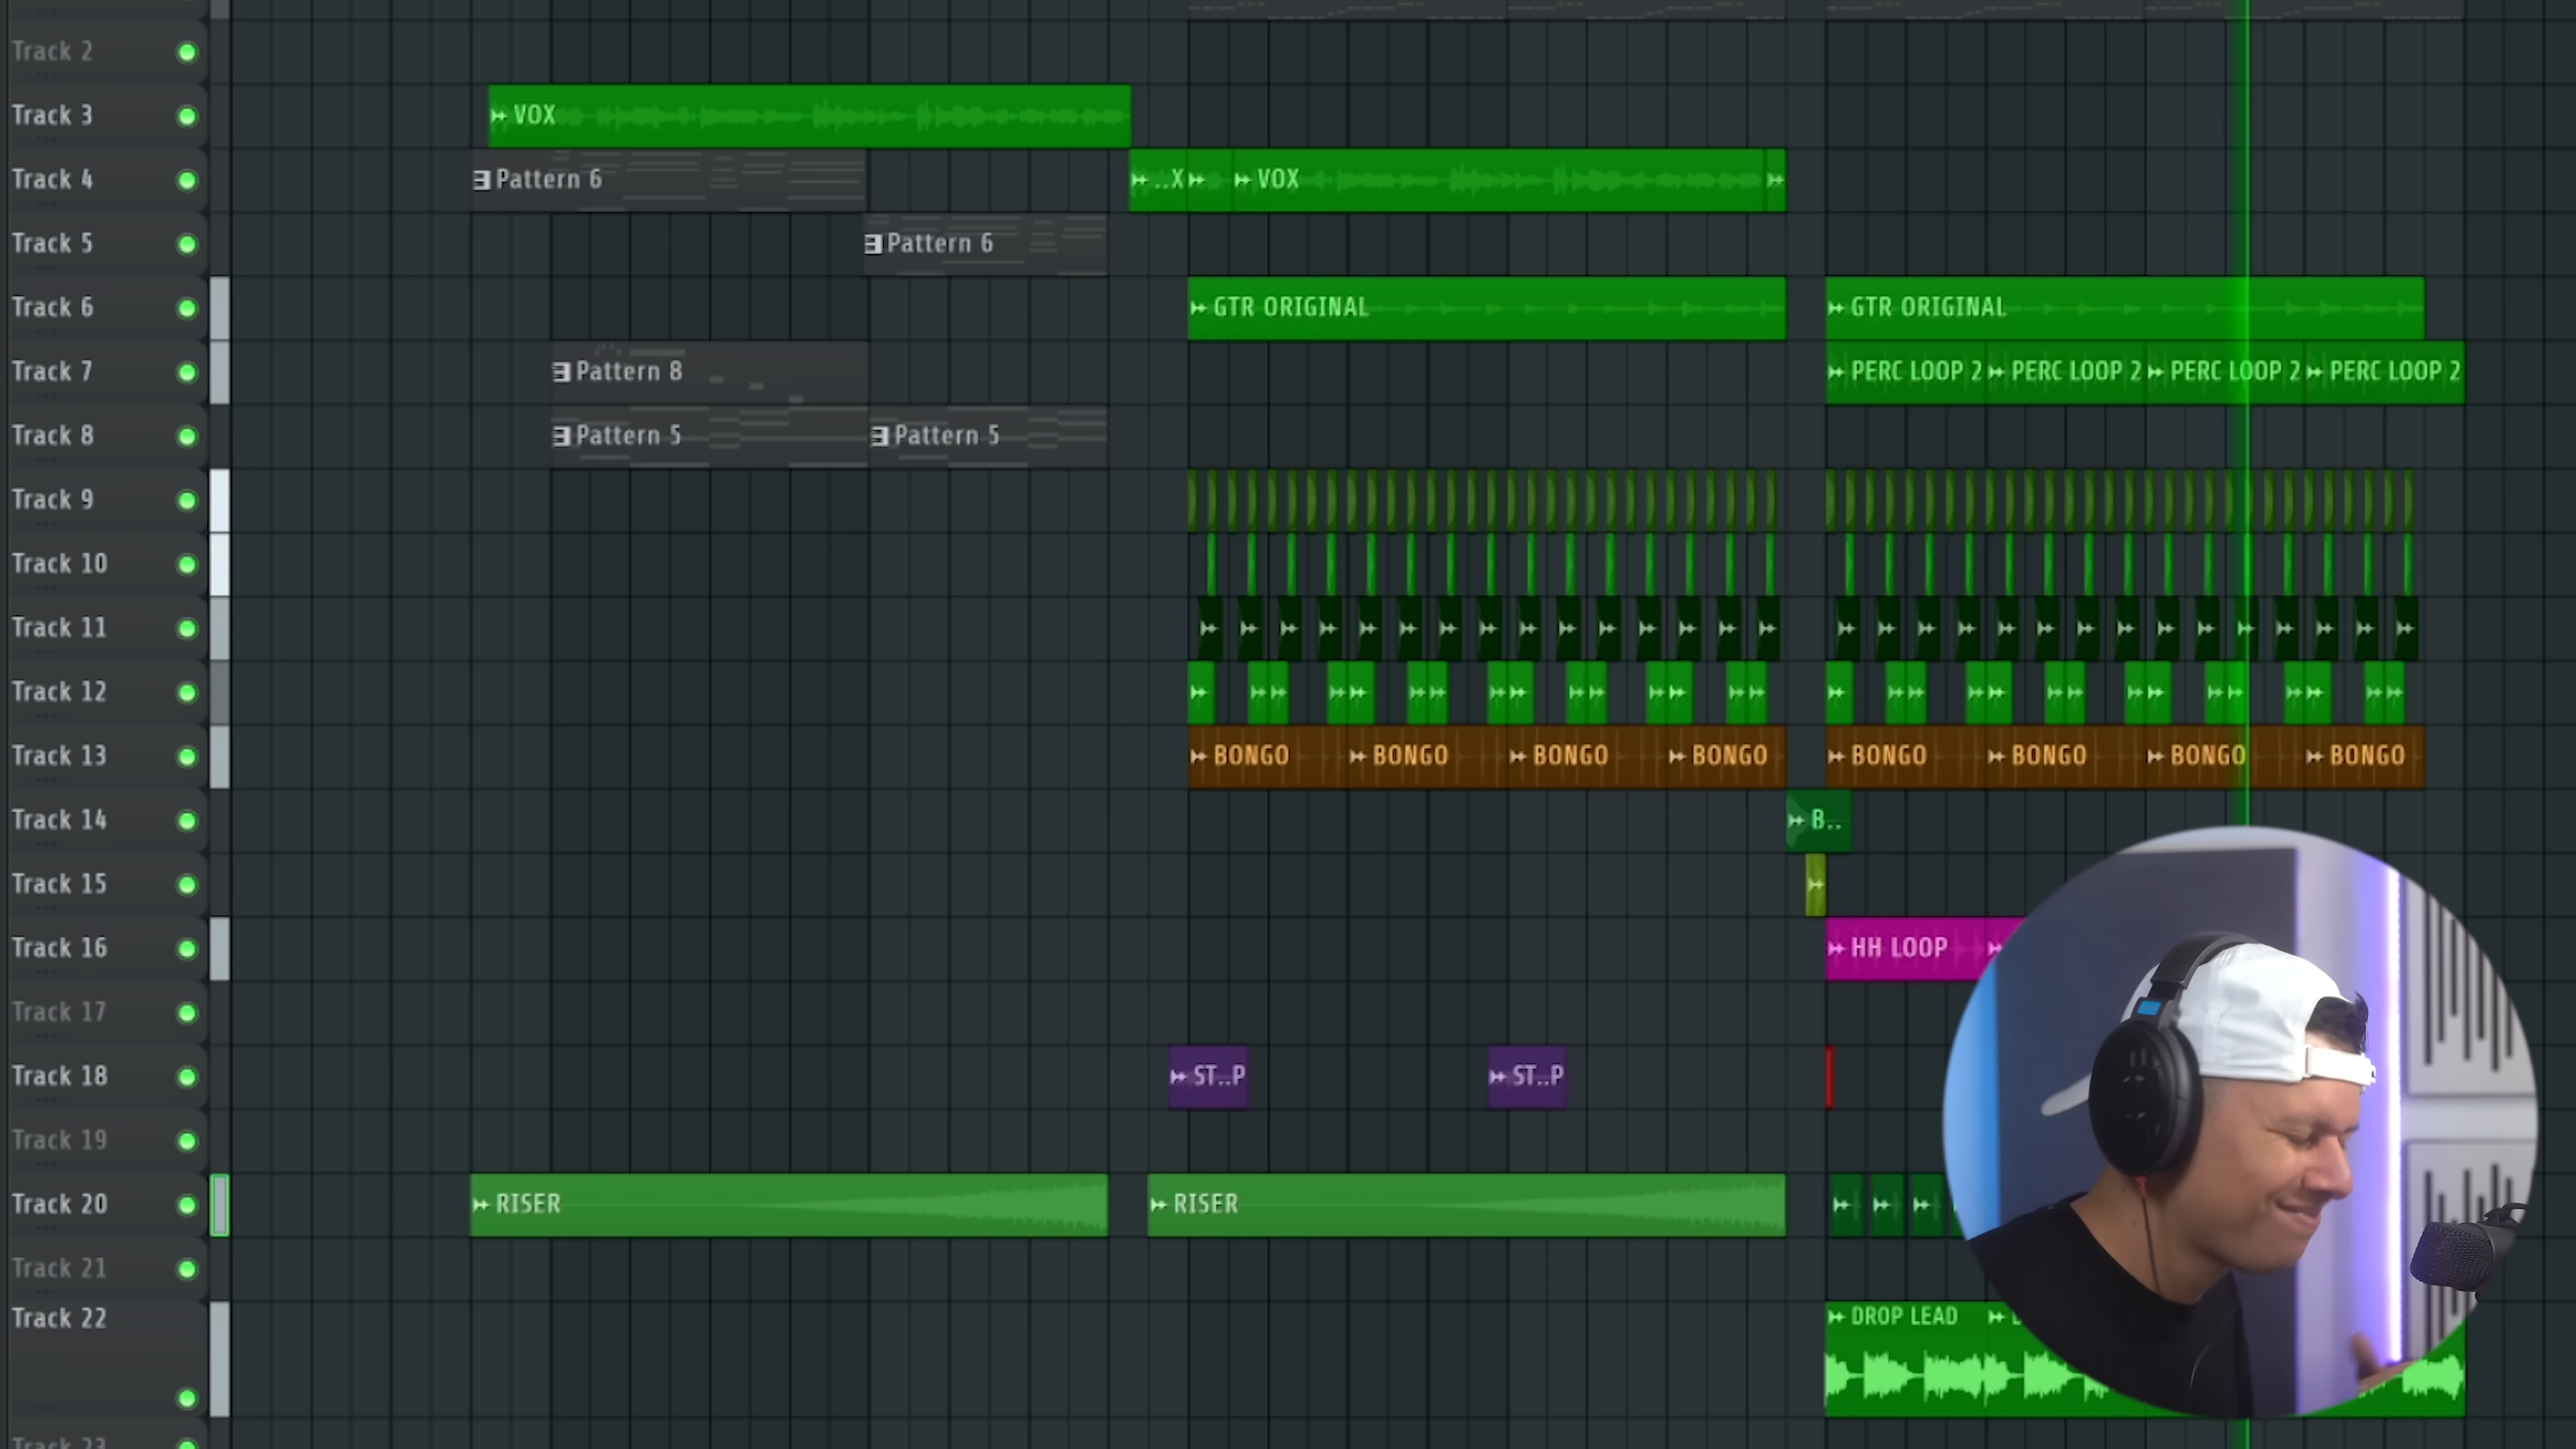 Track 2
Track 3 VOX
Track 4 Pattern 6 ..X VOX
Track 5 Pattern 6
Track 6 GTR ORIGINAL GTR ORIGINAL
Track 7 Pattern 8 PERC LOOP 2 PERC LOOP 2 PERC LOOP 2 PERC LOOP 2
Track 8 Pattern 5 Pattern 5
Track 9
Track 10
Track 11
Track 12
Track 13 BONGO BONGO BONGO BONGO BONGO BONGO BONGO BONGO
Track 14 B..
Track 15
Track 16 HH LOOP
Track 17
Track 18 ST..P ST..P
Track 19
Track 20 RISER RISER
Track 21
Track 22 DROP LEAD
Track 23